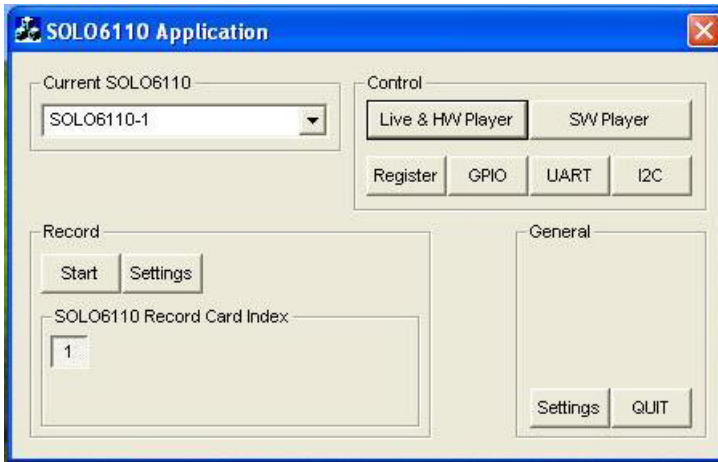 SOLO6110 Application
Current SOLO6110
SOLO6110-1
Control
Live & HW Player
SW Player
Register
GPIO
UART
I2C
Record
Start
Settings
SOLO6110 Record Card Index
1
General
Settings
QUIT